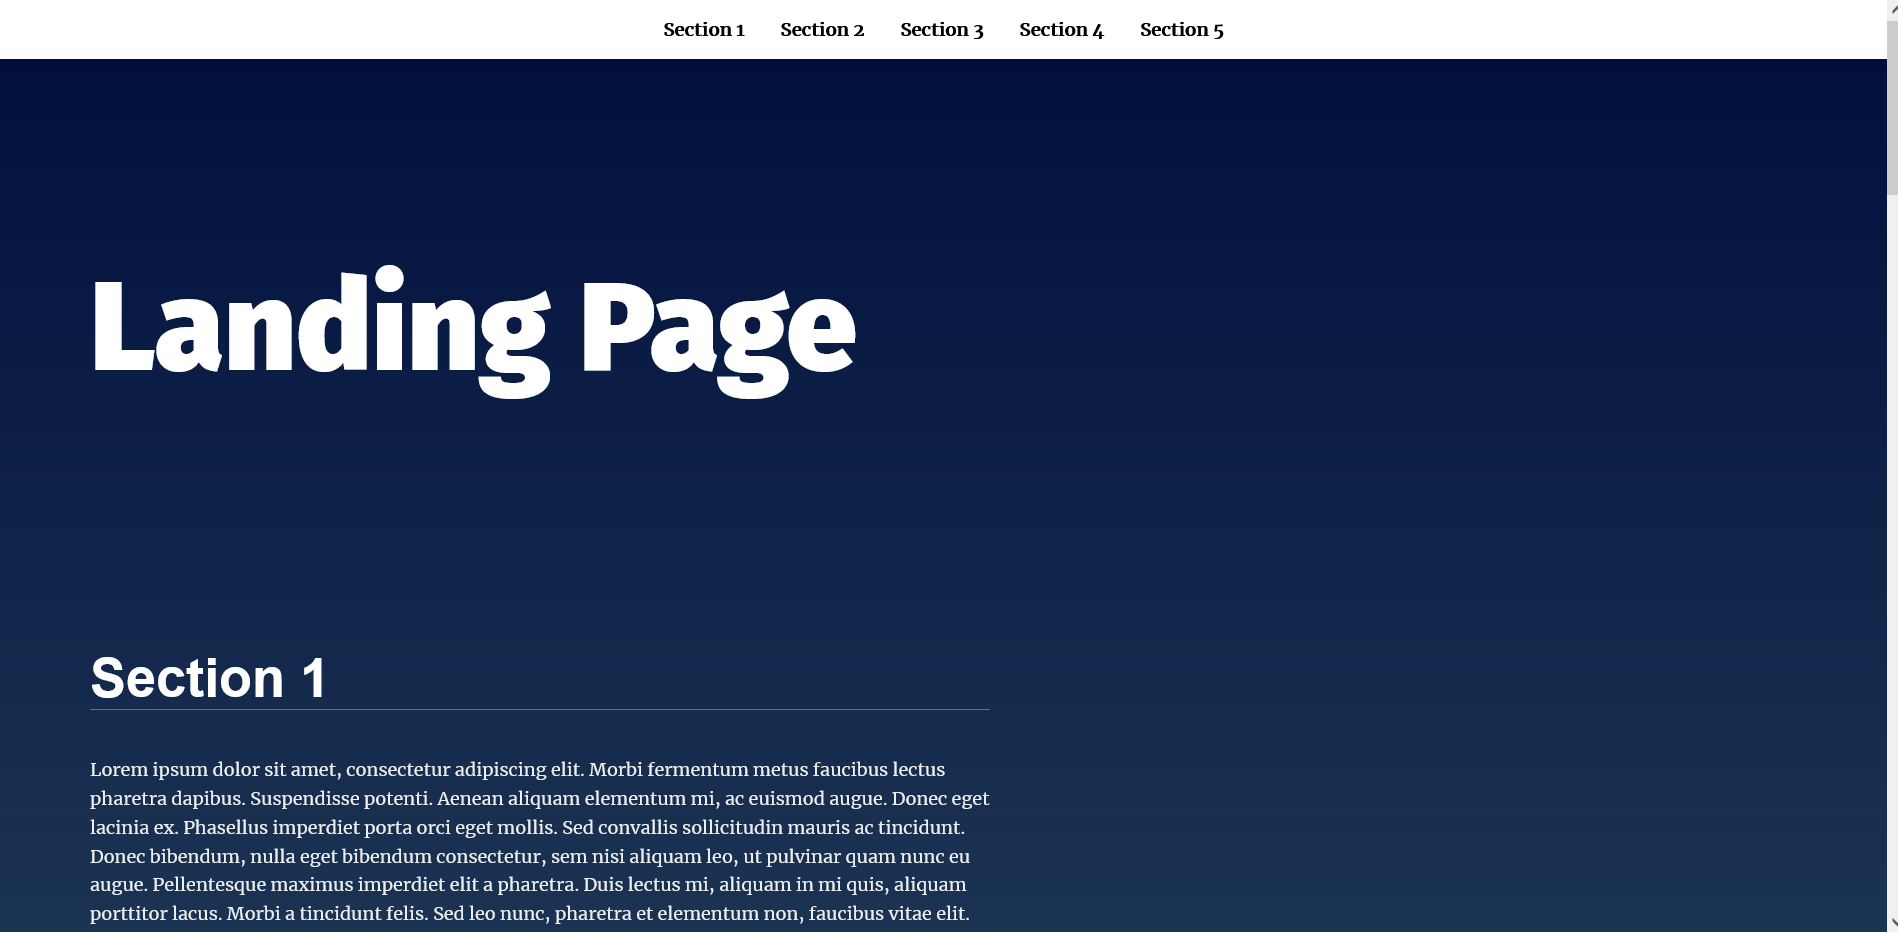 Section 1 Section 2 Section 3 Section 4 Section 5
Landing Page
Section 1
Lorem ipsum dolor sit amet, consectetur adipiscing elit. Morbi fermentum metus faucibus lectus
pharetra dapibus. Suspendisse potenti. Aenean aliquam elementum mi, ac euismod augue. Donec eget
lacinia ex. Phasellus imperdiet porta orci eget mollis. Sed convallis sollicitudin mauris ac tincidunt.
Donec bibendum, nulla eget bibendum consectetur, sem nisi aliquam leo, ut pulvinar quam nunc eu
augue. Pellentesque maximus imperdiet elit a pharetra. Duis lectus mi, aliquam in mi quis, aliquam
porttitor lacus. Morbi a tincidunt felis. Sed leo nunc, pharetra et elementum non, faucibus vitae elit.